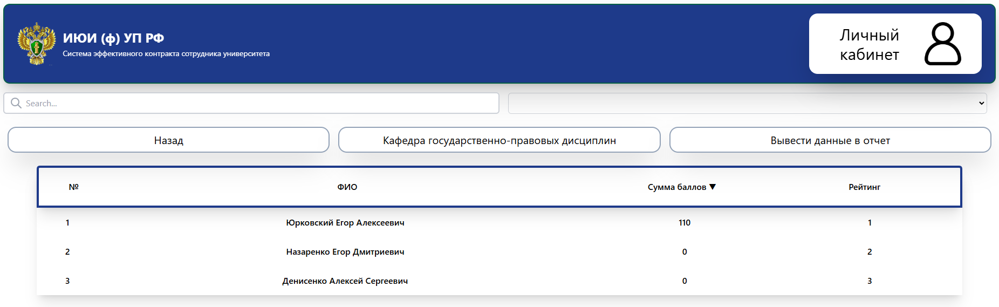 ИЮИ (ф) УП РФ
Система эффективного контракта сотрудника университета
Личный
кабинет
Search...
Назад
Кафедра государственно-правовых дисциплин
Вывести данные в отчет
№ ФИО Сумма баллов ▼ Рейтинг
1 Юрковский Егор Алексеевич 110 1
2 Назаренко Егор Дмитриевич 0 2
3 Денисенко Алексей Сергеевич 0 3